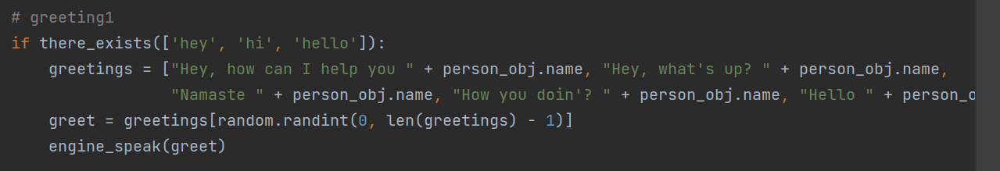 # greeting1
if there_exists(['hey', 'hi', 'hello']):
    greetings = ["Hey, how can I help you " + person_obj.name, "Hey, what's up? " + person_obj.name,
                 "Namaste " + person_obj.name, "How you doin'? " + person_obj.name, "Hello " + person_o
    greet = greetings[random.randint(0, len(greetings) - 1)]
    engine_speak(greet)